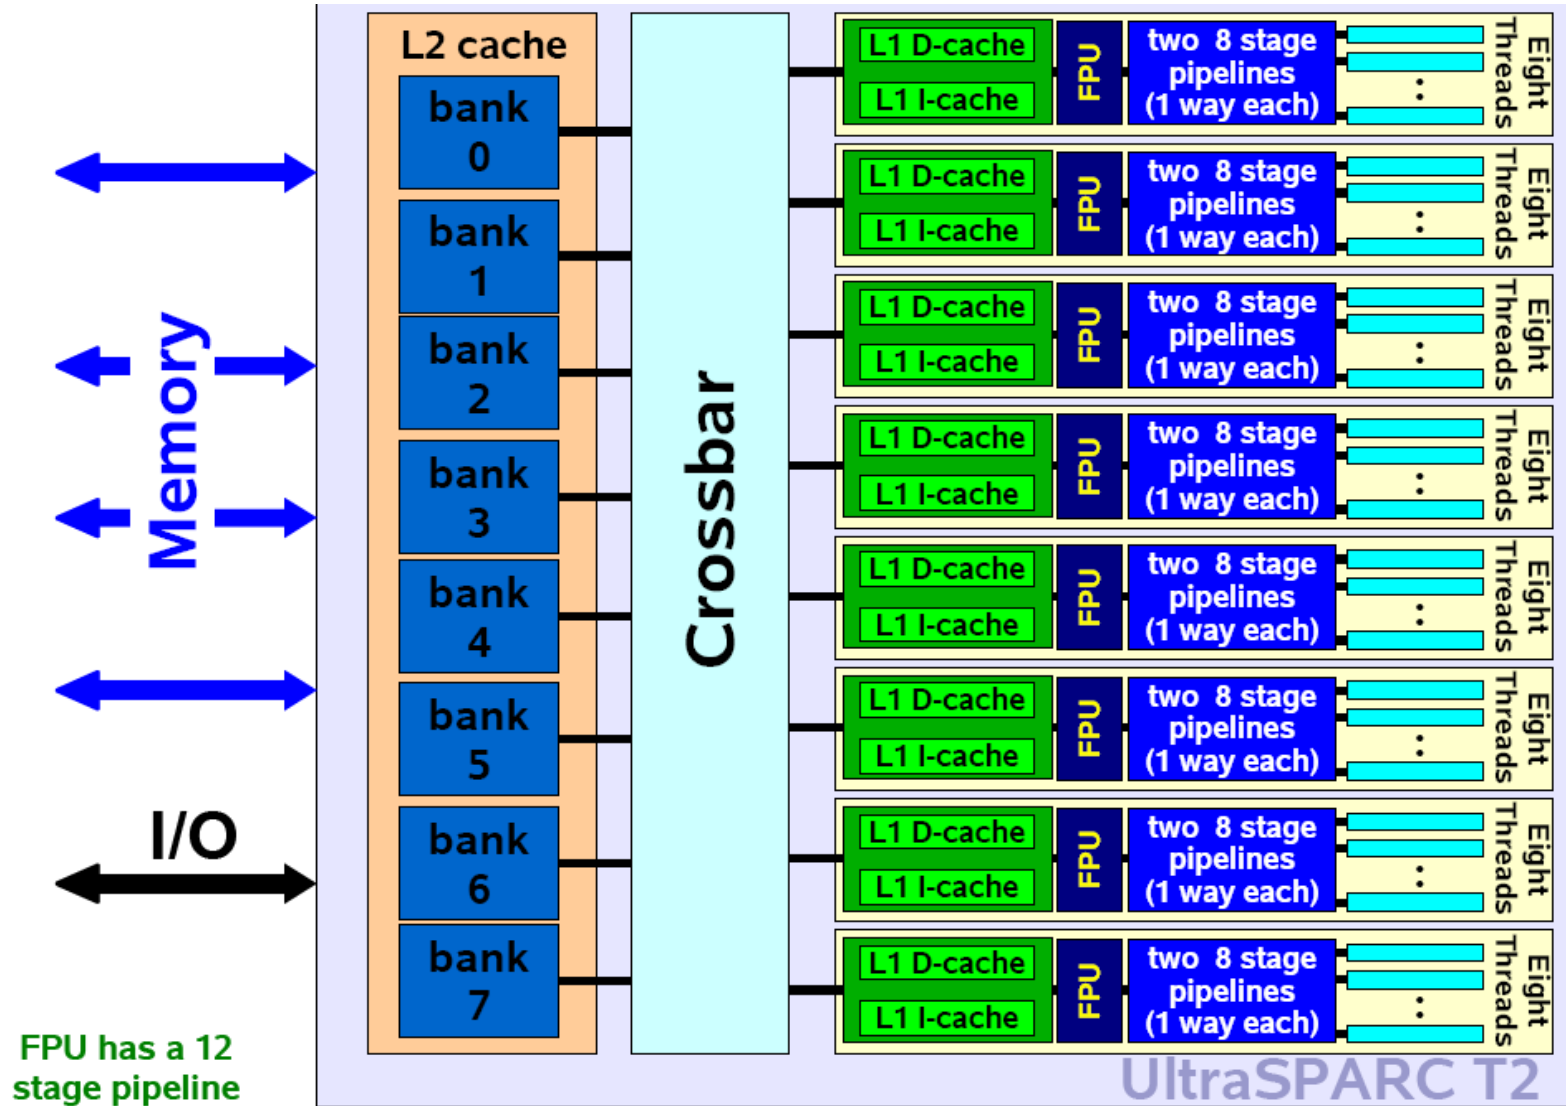 Memory
I/O
FPU has a 12
stage pipeline
L2 cache
bank
0
bank
1
bank
2
bank
3
bank
4
bank
5
bank
6
bank
7
Crossbar
L1 D-cache
L1 I-cache
FPU
two 8 stage
pipelines
(1 way each)
Eight
Threads
L1 D-cache
L1 I-cache
FPU
two 8 stage
pipelines
(1 way each)
Eight
Threads
L1 D-cache
L1 I-cache
FPU
two 8 stage
pipelines
(1 way each)
Eight
Threads
L1 D-cache
L1 I-cache
FPU
two 8 stage
pipelines
(1 way each)
Eight
Threads
L1 D-cache
L1 I-cache
FPU
two 8 stage
pipelines
(1 way each)
Eight
Threads
L1 D-cache
L1 I-cache
FPU
two 8 stage
pipelines
(1 way each)
Eight
Threads
L1 D-cache
L1 I-cache
FPU
two 8 stage
pipelines
(1 way each)
Eight
Threads
L1 D-cache
L1 I-cache
FPU
two 8 stage
pipelines
(1 way each)
Eight
Threads
UltraSPARC T2